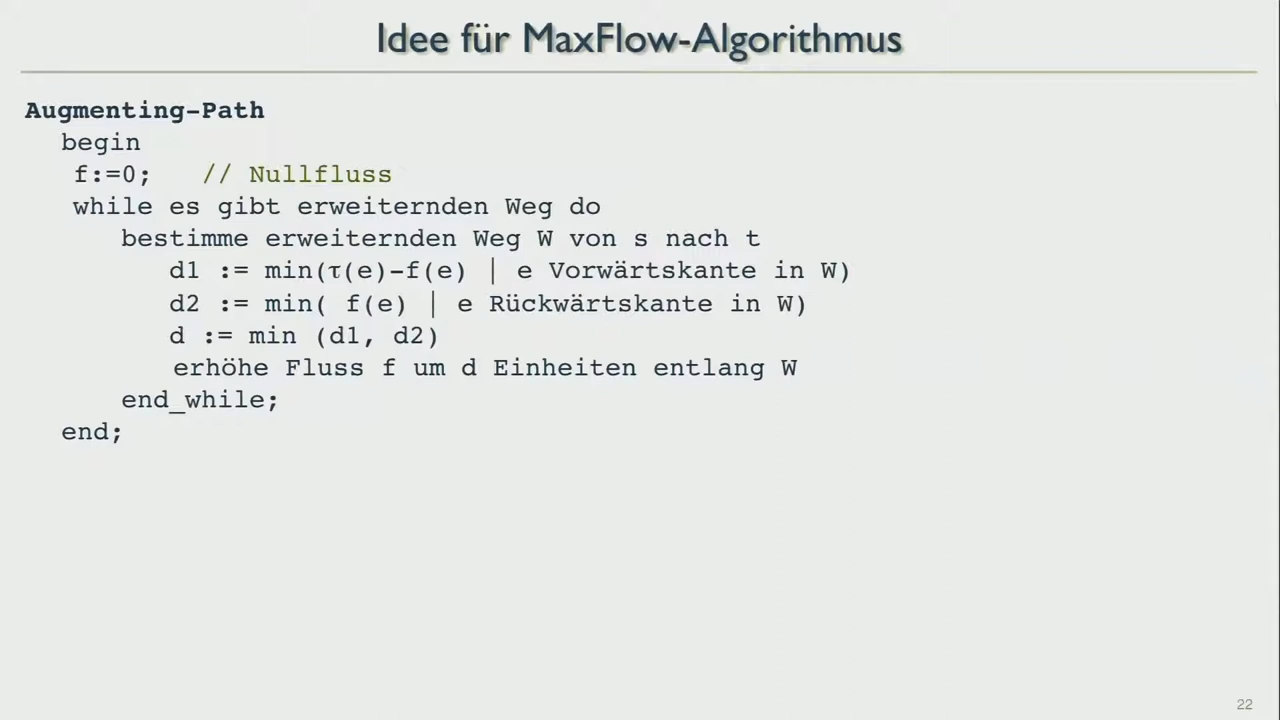 Idee für MaxFlow-Algorithmus
Augmenting-Path
begin
f:=0;   // Nullfluss
while es gibt erweiternden Weg do
bestimme erweiternden Weg W von s nach t
d1 := min(τ(e)-f(e) | e Vorwärtskante in W)
d2 := min( f(e) | e Rückwärtskante in W)
d := min (d1, d2)
erhöhe Fluss f um d Einheiten entlang W
end_while;
end;
22